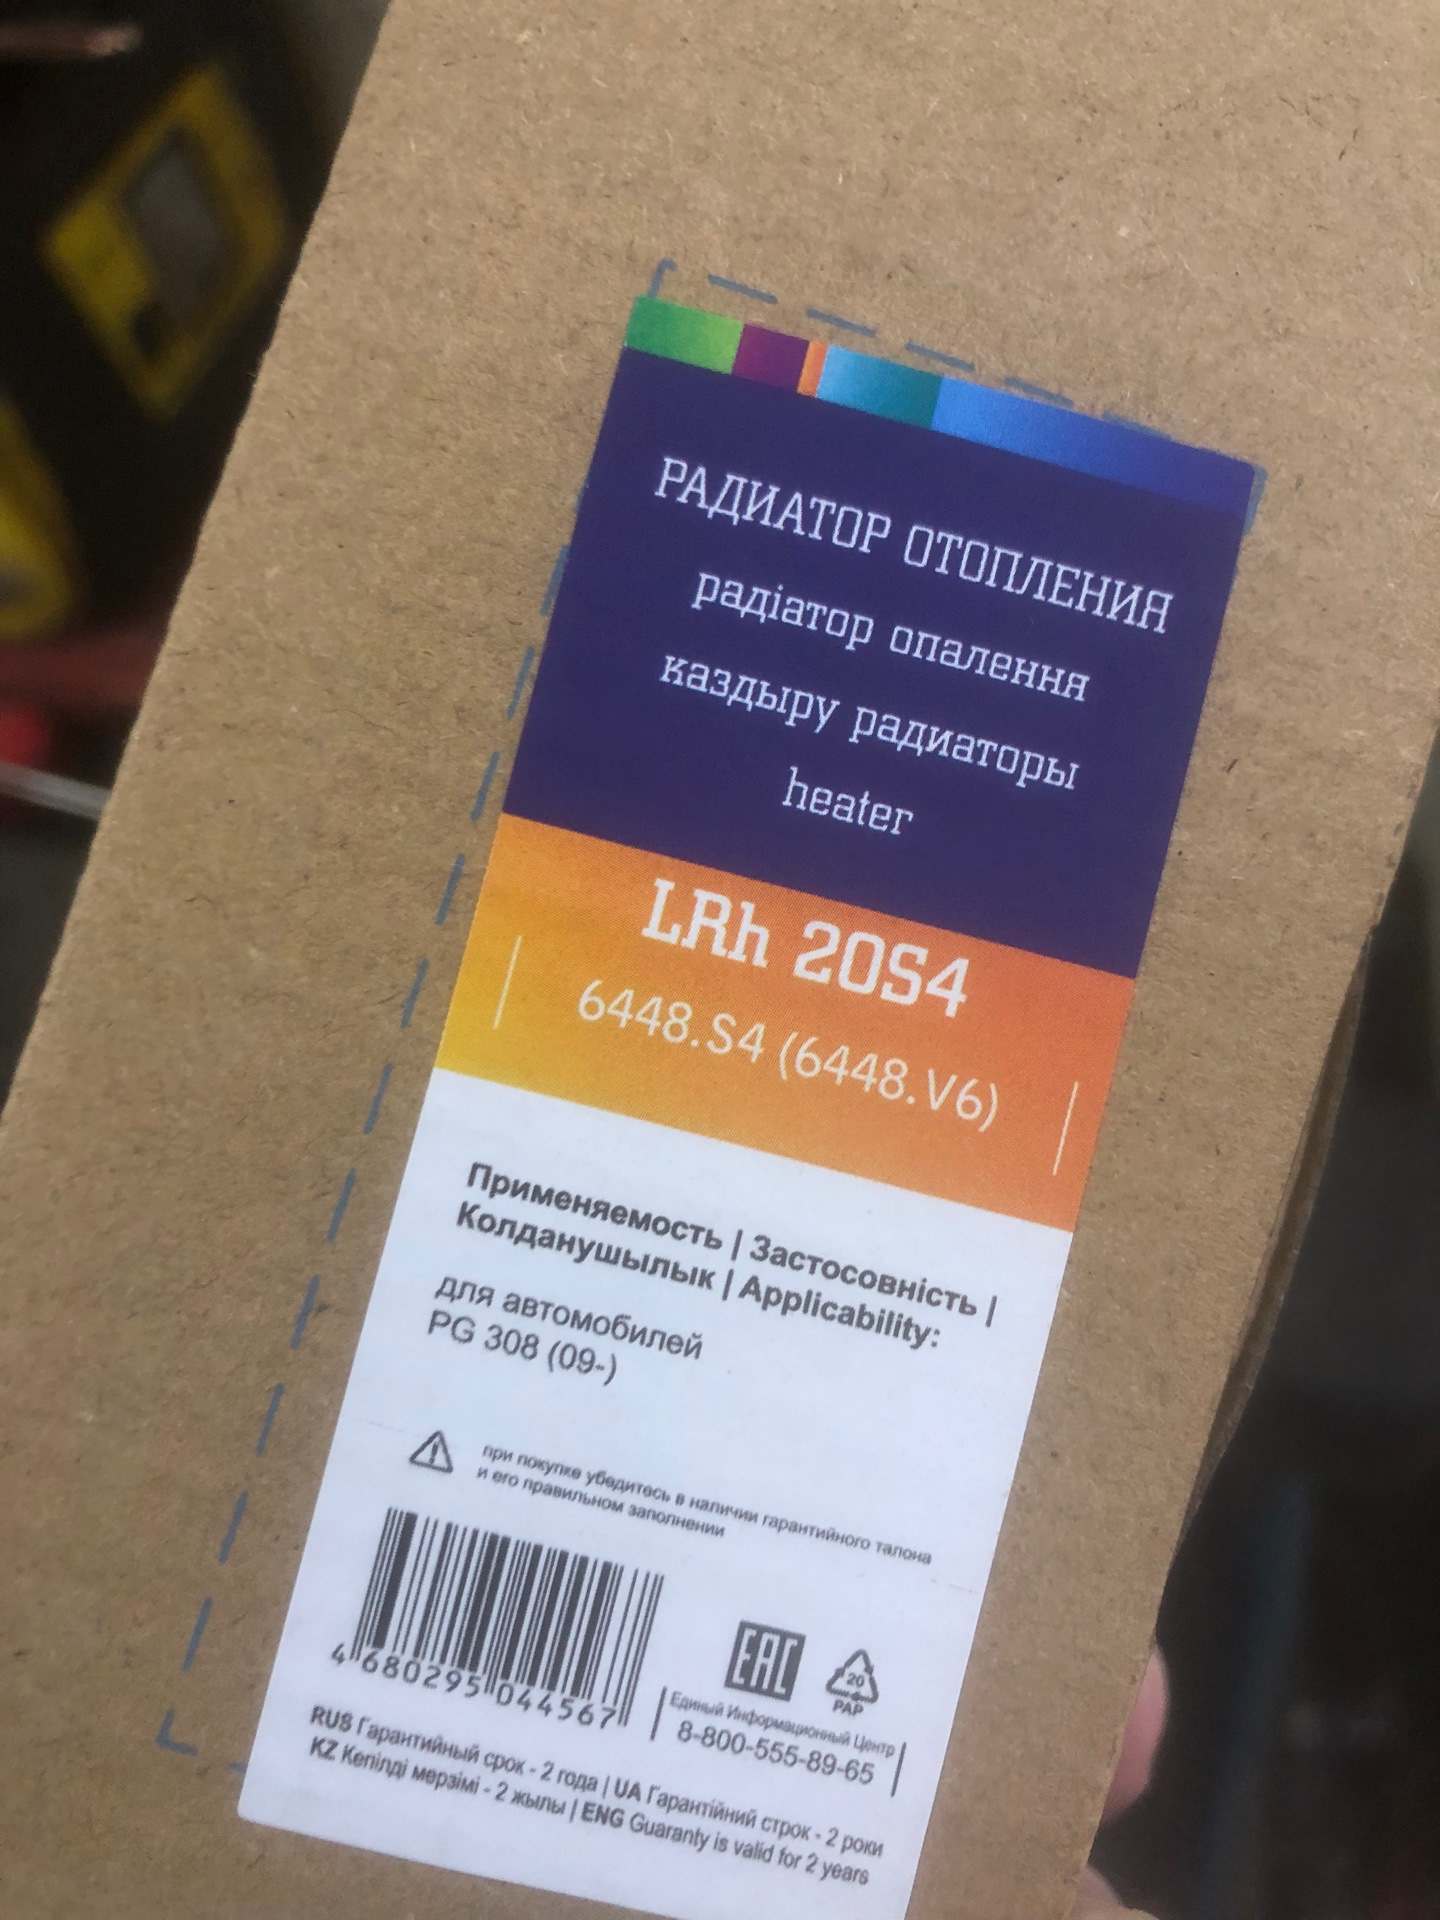 РАДИАТОР ОТОПЛЕНИЯ
радіатор опалення
каздыру радиаторы
heater
LRh 20S4
6448.S4 (6448.V6)
Применяемость | Застосовність |
Колданушылык | Applicability:
для автомобилей
PG 308 (09-)
при покупке убедитесь в наличии гарантийного талона
и его правильном заполнении
4 680295 044567
EAC
20
PAP
Единый Информационный Центр
8-800-555-89-65
RUS Гарантийный срок - 2 года | UA Гарантійний строк - 2 роки
KZ Кепілді мерзімі - 2 жылы | ENG Guaranty is valid for 2 years